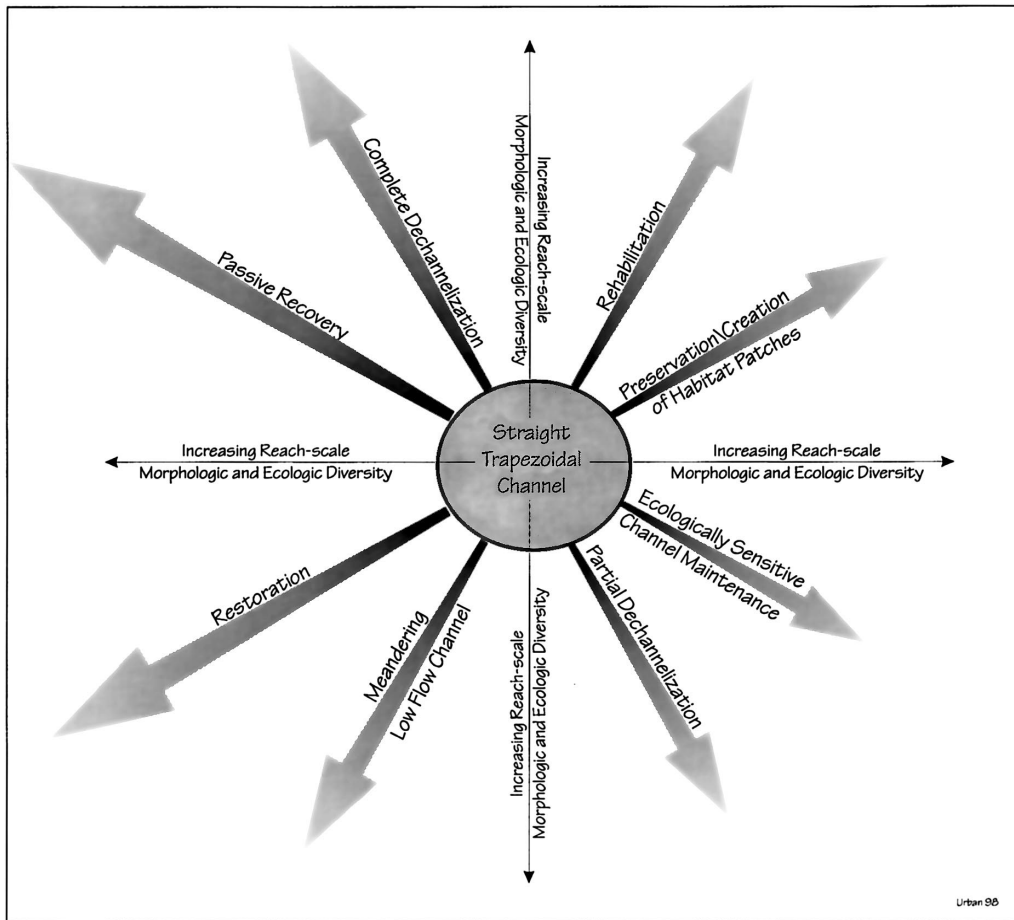 Complete Dechannelization
Increasing Reach-scale
Morphologic and Ecologic Diversity
Rehabilitation
Passive Recovery
Preservation\Creation
of Habitat Patches
Straight
Trapezoidal
Channel
Increasing Reach-scale
Morphologic and Ecologic Diversity
Increasing Reach-scale
Morphologic and Ecologic Diversity
Ecologically Sensitive
Channel Maintenance
Restoration
Meandering
Low Flow Channel
Increasing Reach-scale
Morphologic and Ecologic Diversity
Partial Dechannelization
Urban 98